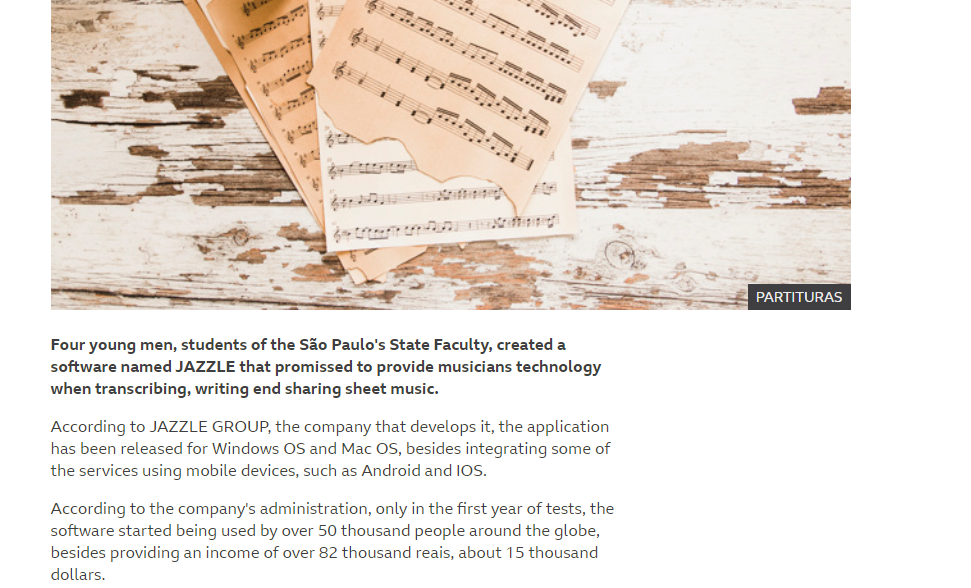 PARTITURAS
Four young men, students of the São Paulo's State Faculty, created a
software named JAZZLE that promissed to provide musicians technology
when transcribing, writing end sharing sheet music.
According to JAZZLE GROUP, the company that develops it, the application
has been released for Windows OS and Mac OS, besides integrating some of
the services using mobile devices, such as Android and IOS.
According to the company's administration, only in the first year of tests, the
software started being used by over 50 thousand people around the globe,
besides providing an income of over 82 thousand reais, about 15 thousand
dollars.